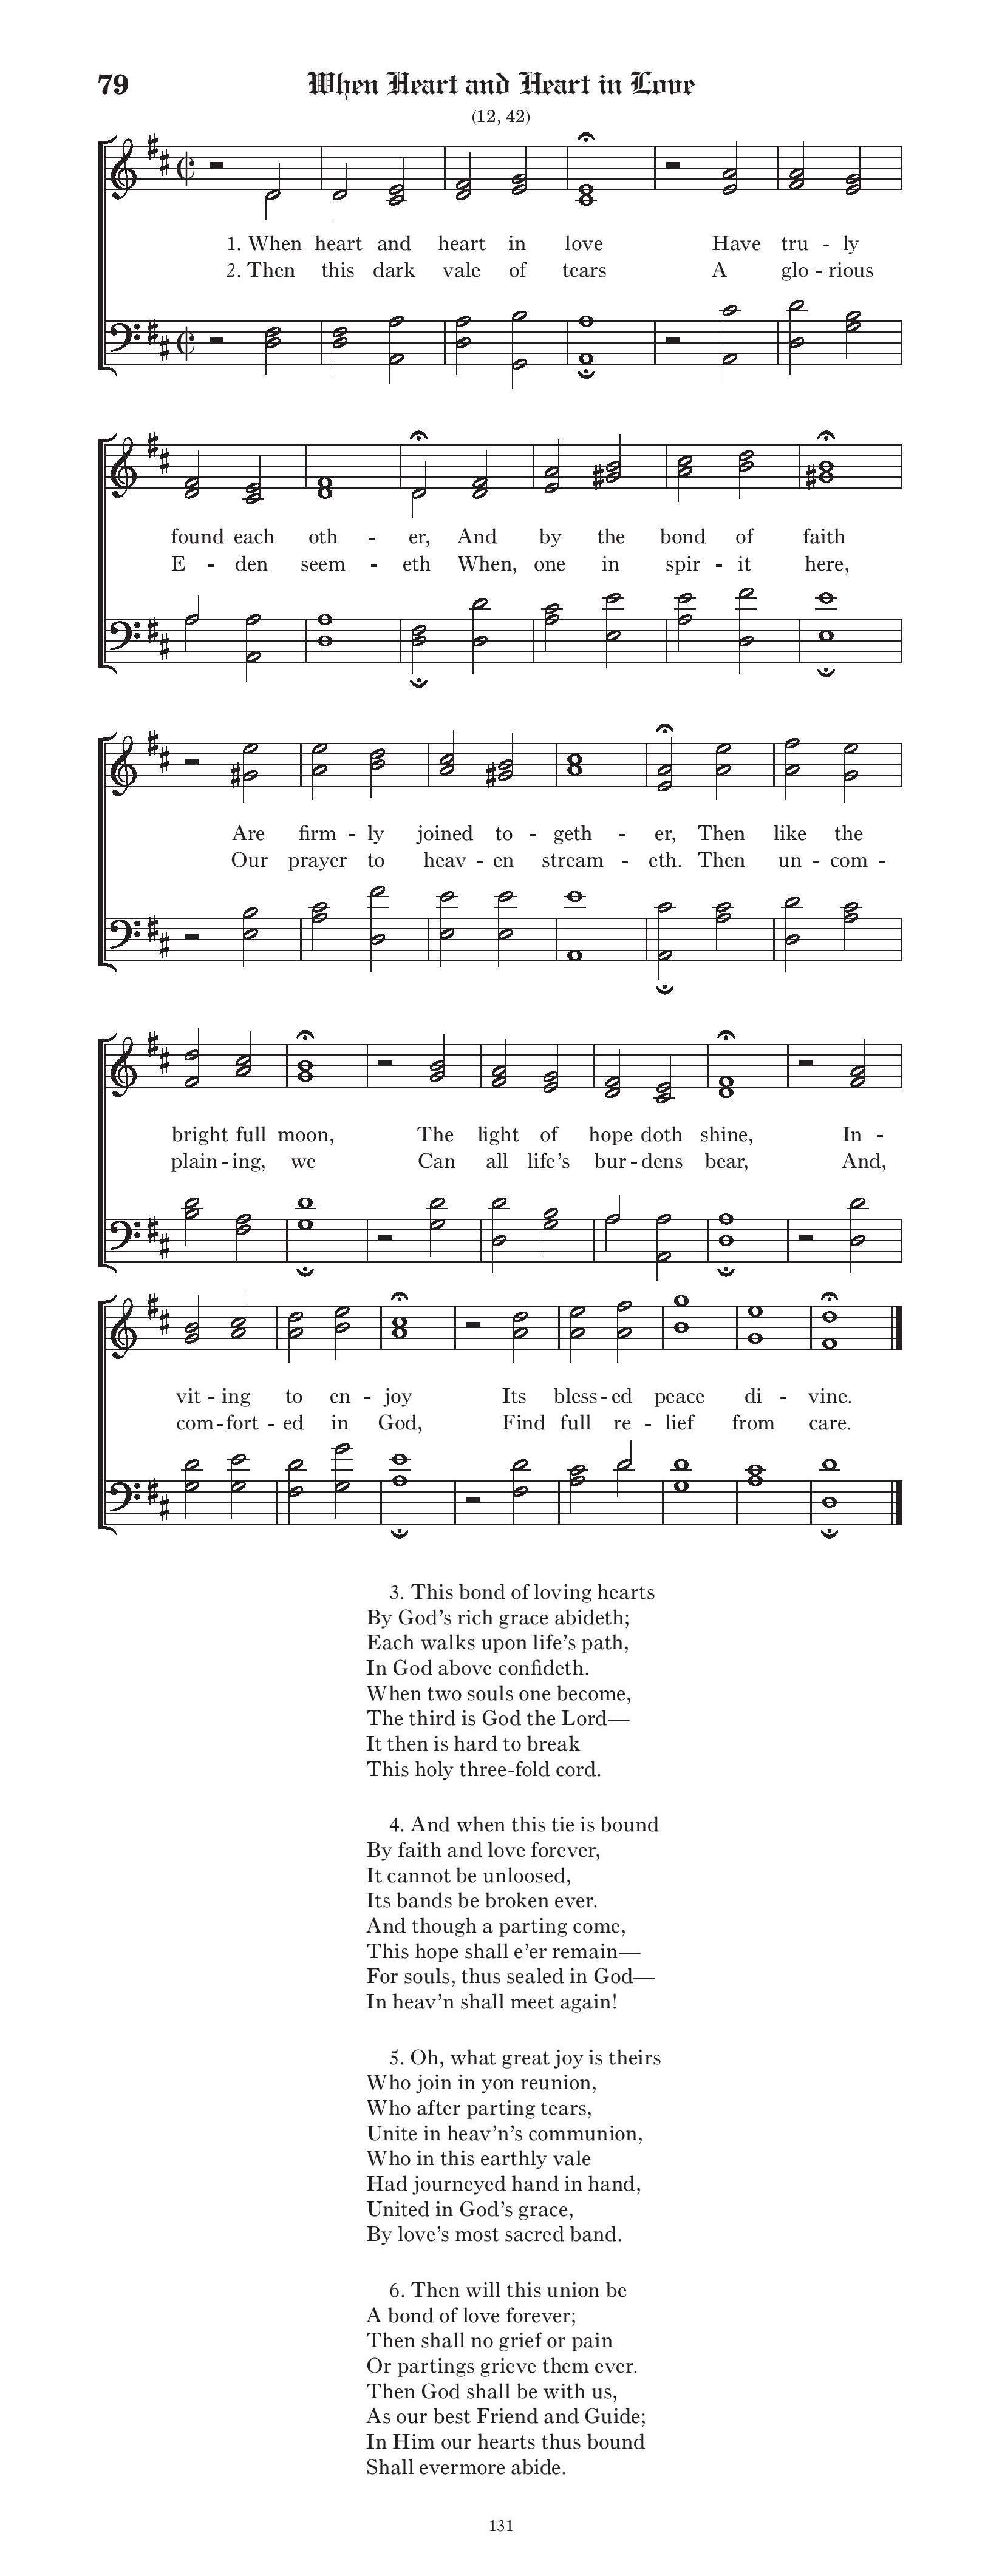 79 When Heart and Heart in Love
(12, 42)
1. When heart and heart in love Have tru - ly
2. Then this dark vale of tears A glo - rious
found each oth - er, And by the bond of faith
E - den seem - eth When, one in spir - it here,
Are firm - ly joined to - geth - er, Then like the
Our prayer to heav - en stream - eth. Then un - com -
bright full moon, The light of hope doth shine, In -
plain - ing, we Can all life's bur - dens bear, And,
vit - ing to en - joy Its bless - ed peace di - vine.
com - fort - ed in God, Find full re - lief from care.
3. This bond of loving hearts
By God's rich grace abideth;
Each walks upon life's path,
In God above confideth.
When two souls one become,
The third is God the Lord—
It then is hard to break
This holy three-fold cord.
4. And when this tie is bound
By faith and love forever,
It cannot be unloosed,
Its bands be broken ever.
And though a parting come,
This hope shall e'er remain—
For souls, thus sealed in God—
In heav'n shall meet again!
5. Oh, what great joy is theirs
Who join in yon reunion,
Who after parting tears,
Unite in heav'n's communion,
Who in this earthly vale
Had journeyed hand in hand,
United in God's grace,
By love's most sacred band.
6. Then will this union be
A bond of love forever;
Then shall no grief or pain
Or partings grieve them ever.
Then God shall be with us,
As our best Friend and Guide;
In Him our hearts thus bound
Shall evermore abide.
131